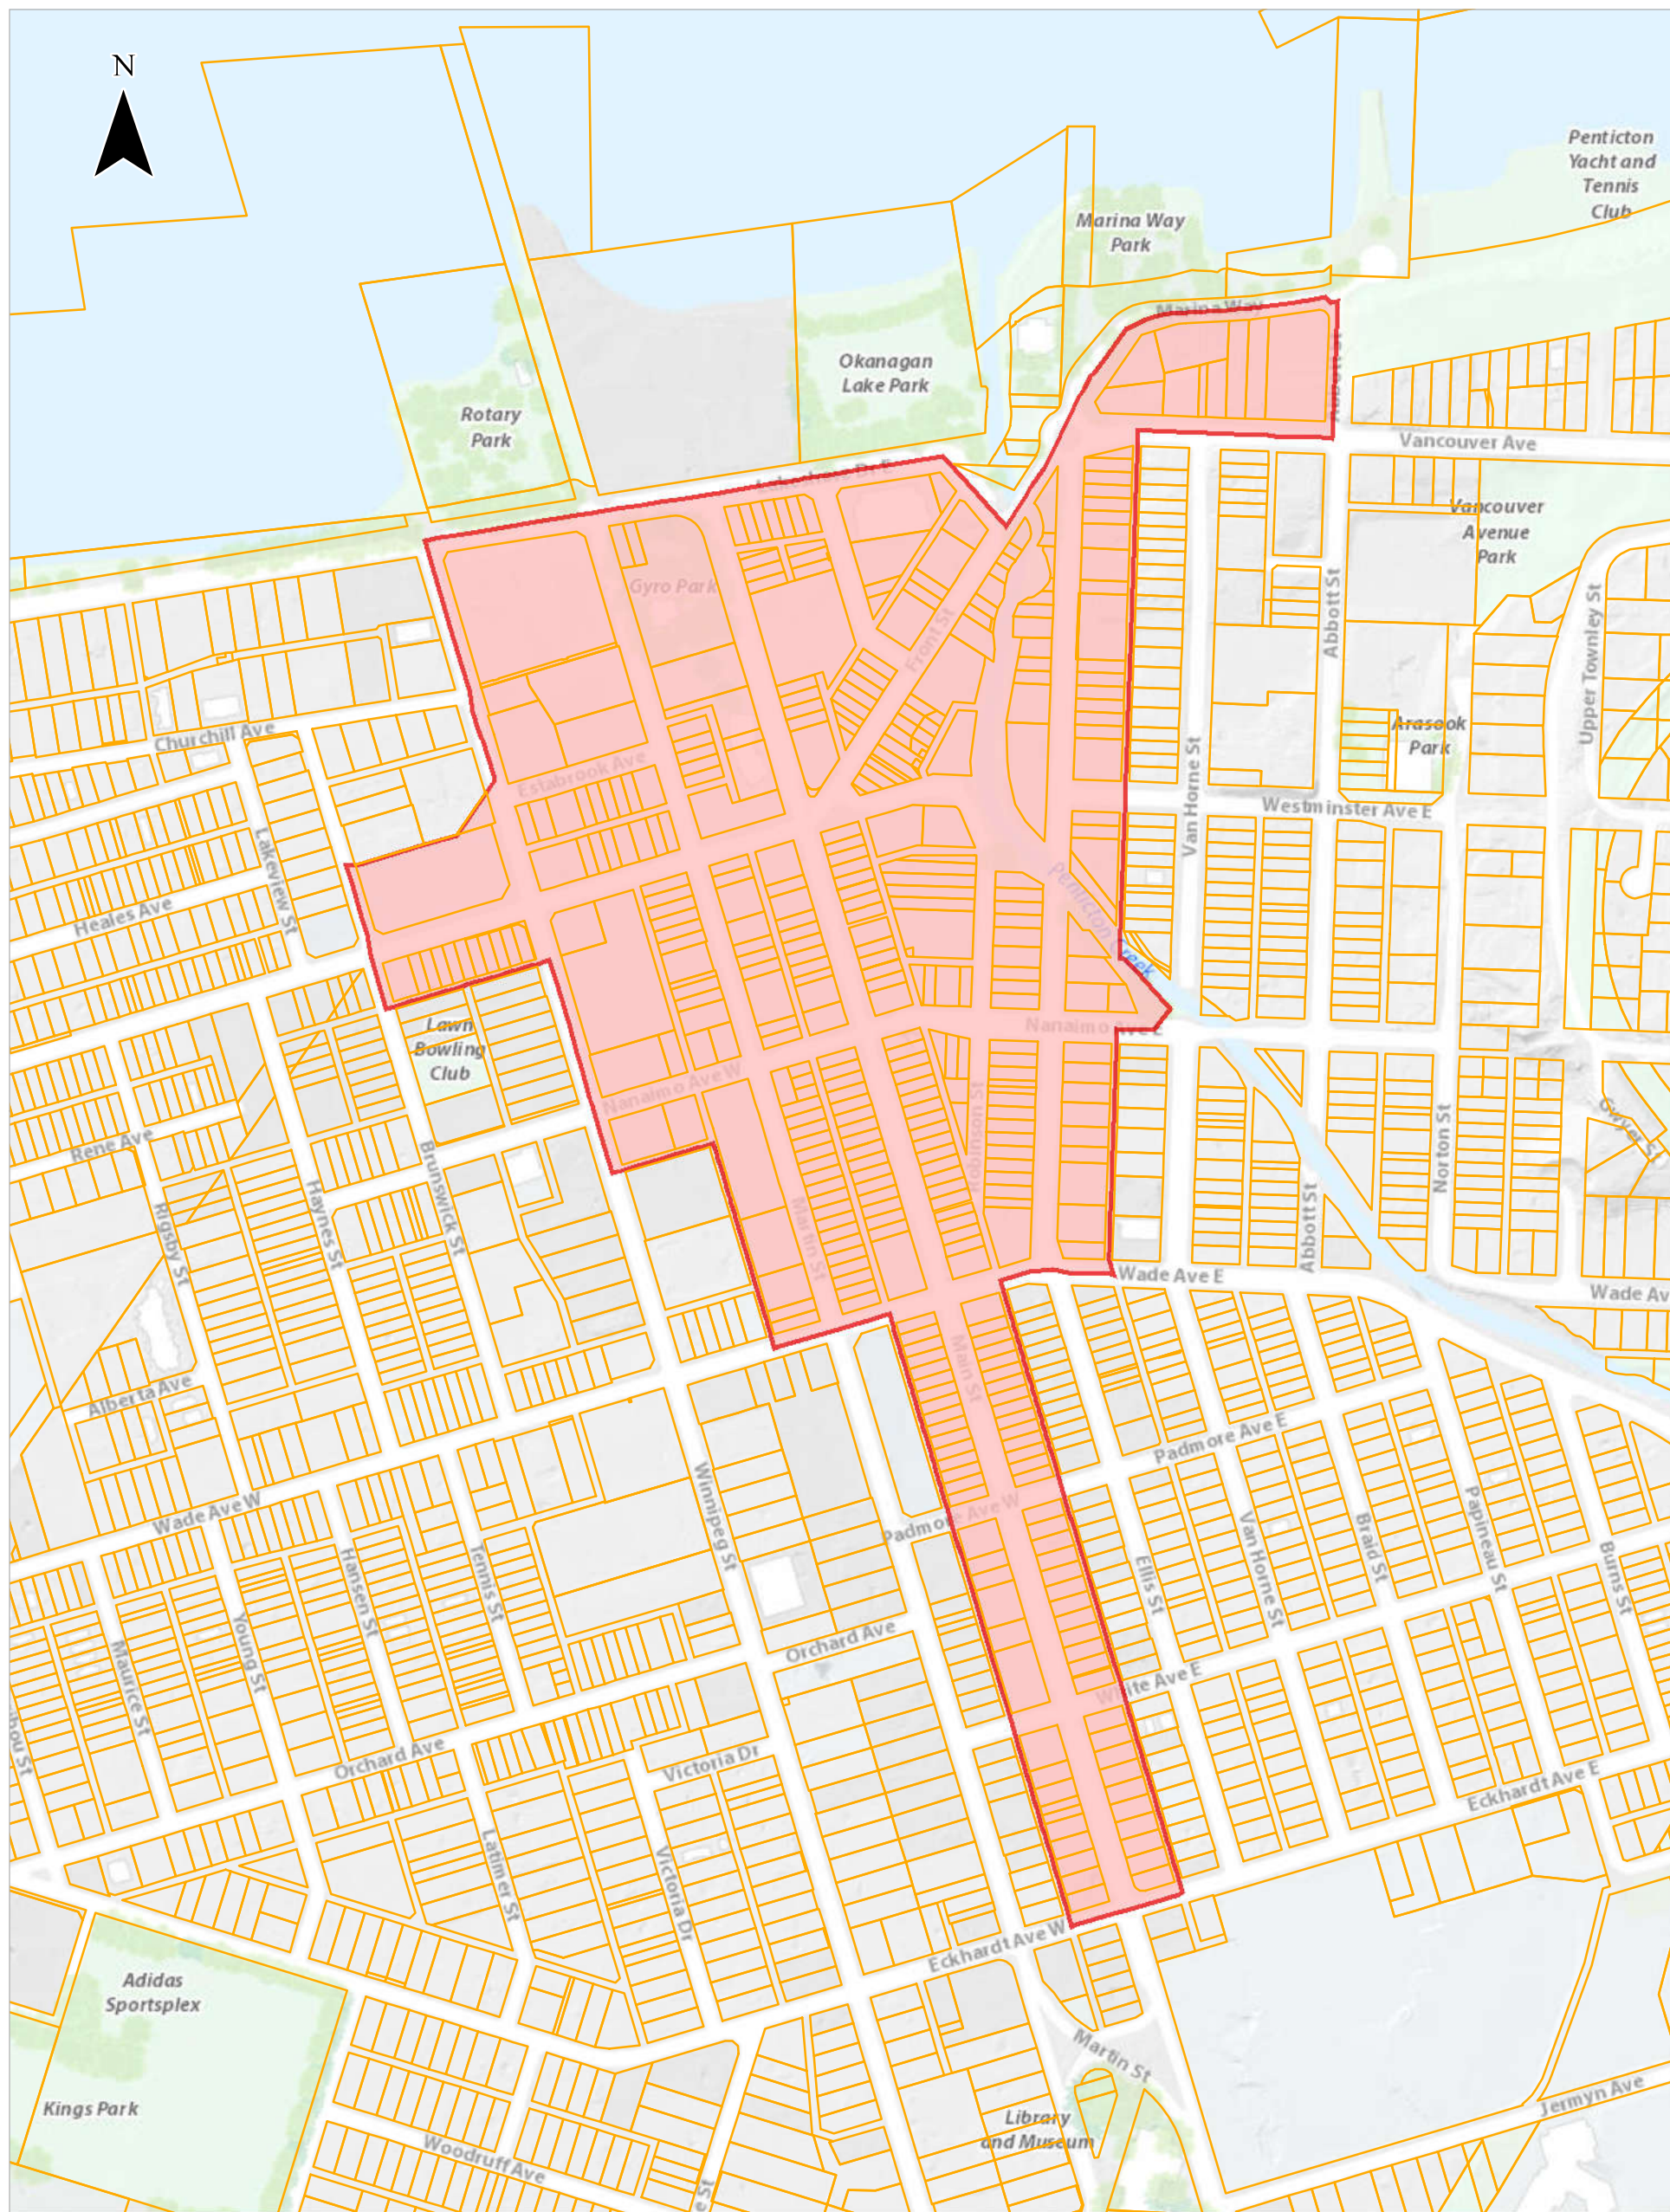 N
Penticton
Yacht and
Tennis
Club
Marina Way
Park
Marina Way
Okanagan
Lake Park
Rotary
Park
Abbott St
Vancouver Ave
Lakeshore Dr E
Vancouver
Avenue
Park
Gyro Park
Front St
Abbott St
Upper Townley St
Churchill Ave
Arasook
Park
Estabrook Ave
Van Horne St
Westminster Ave E
Lakeview St
Heales Ave
Penticton Creek
Lawn
Bowling
Club
Nanaimo Ave E
Nanaimo Ave W
Robinson St
Norton St
Gwyer St
Rene Ave
Brunswick St
Haynes St
Rigsby St
Martin St
Abbott St
Wade Ave E
Wade Av
Main St
Alberta Ave
Padmore Ave E
Winnipeg St
Wade Ave W
Padmore Ave W
Papineau St
Van Horne St
Braid St
Burns St
Ellis St
Hansen St
Tennis St
Young St
Maurice St
Orchard Ave
White Ave E
Orchard Ave
Victoria Dr
Eckhardt Ave E
Latimer St
Victoria Dr
Eckhardt Ave W
Adidas
Sportsplex
Martin St
Jermyn Ave
Kings Park
Library
and Museum
Woodruff Ave
e St